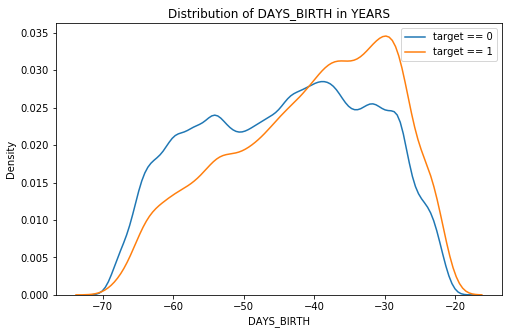 Distribution of DAYS_BIRTH in YEARS
target == 0
target == 1
Density
0.035
0.030
0.025
0.020
0.015
0.010
0.005
0.000
−70 −60 −50 −40 −30 −20
DAYS_BIRTH